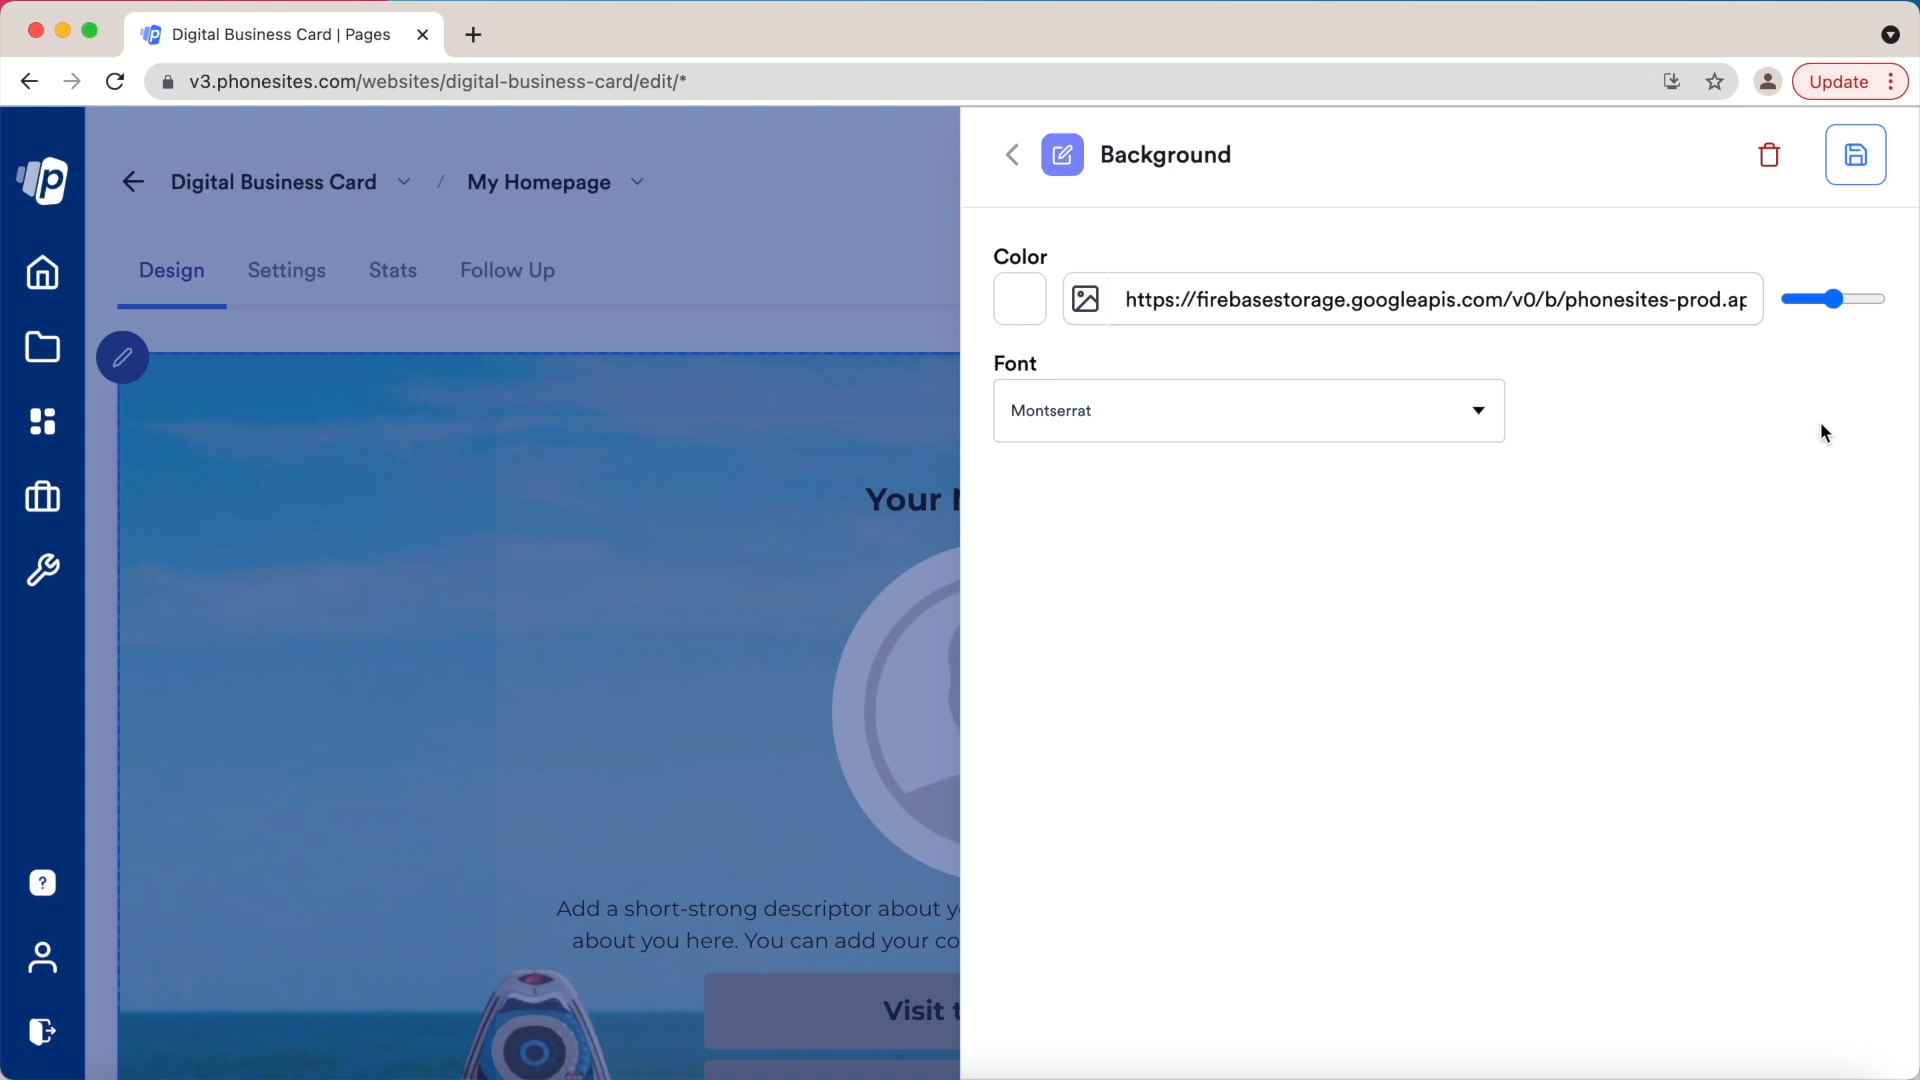 Digital Business Card | Pages
v3.phonesites.com/websites/digital-business-card/edit/*
Update
Digital Business Card / My Homepage
Background
Design Settings Stats Follow Up
Color
https://firebasestorage.googleapis.com/v0/b/phonesites-prod.ap
Font
Montserrat
Your
Add a short-strong descriptor about y
about you here. You can add your co
Visit t